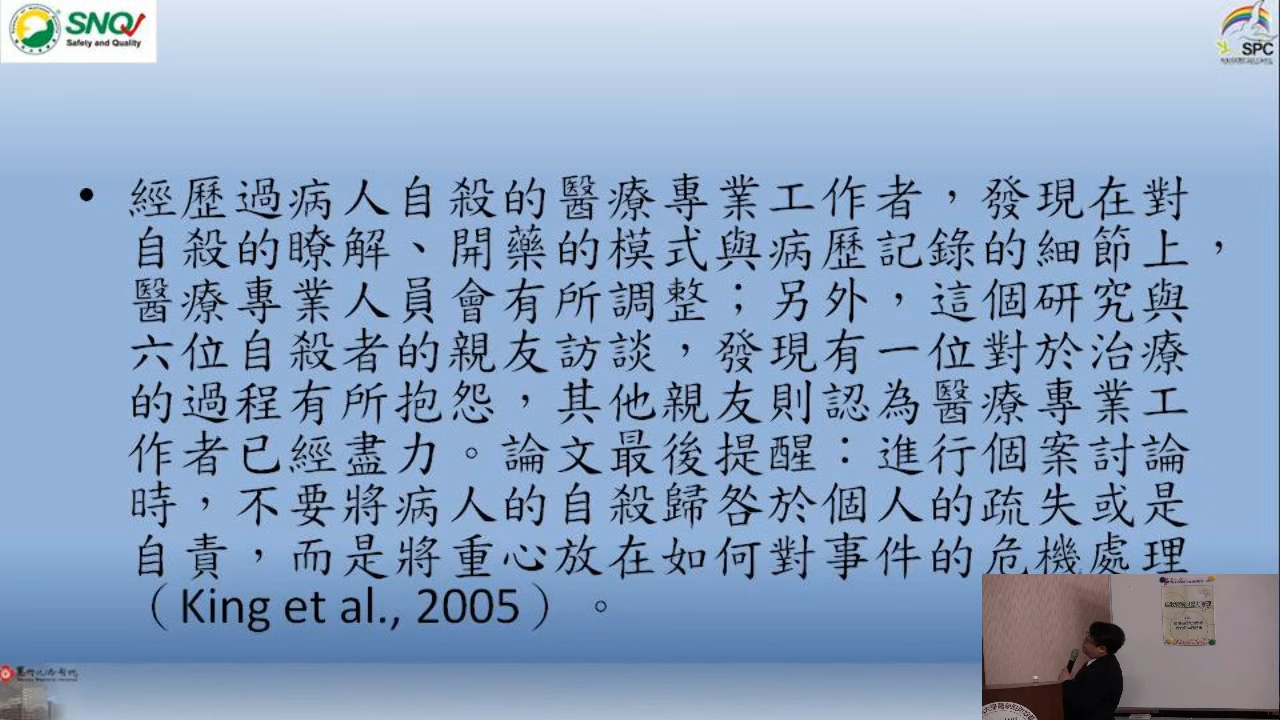 SNQ
Safety and Quality
SPC
• 經歷過病人自殺的醫療專業工作者，發現在對
自殺的瞭解、開藥的模式與病歷記錄的細節上，
醫療專業人員會有所調整；另外，這個研究與
六位自殺者的親友訪談，發現有一位對於治療
的過程有所抱怨，其他親友則認為醫療專業工
作者已經盡力。論文最後提醒：進行個案討論
時，不要將病人的自殺歸咎於個人的疏失或是
自責，而是將重心放在如何對事件的危機處理
（King et al., 2005）。